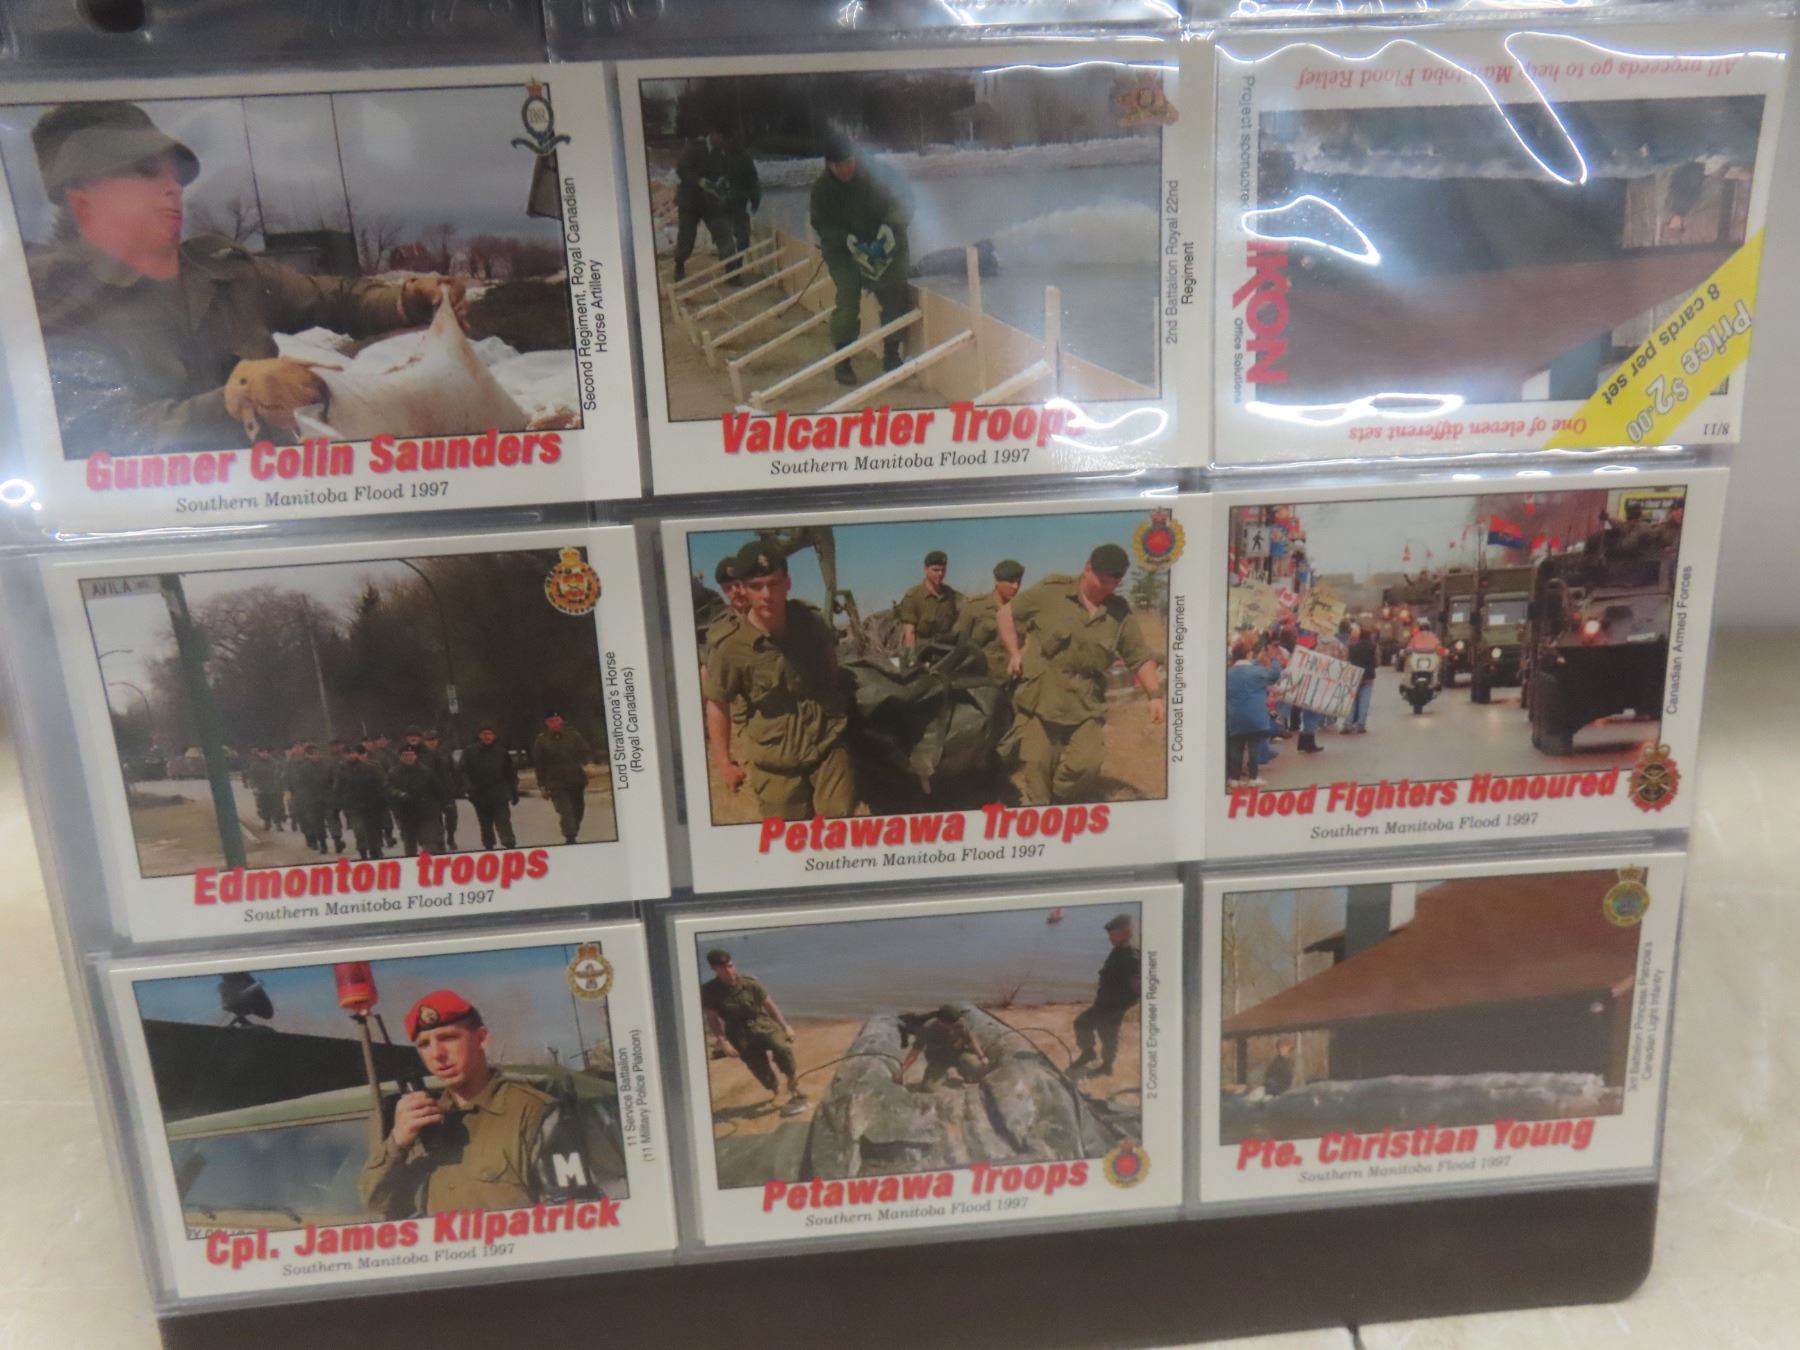 Gunner Colin Saunders
Southern Manitoba Flood 1997
Second Regiment, Royal Canadian
Horse Artillery
Valcartier Troops
Southern Manitoba Flood 1997
2nd Battalion Royal 22nd
Regiment
All proceeds go to help Manitoba Flood Relief
Project sponsored
IKON
Office Solutions
Price $2.00
8 cards per set
One of eleven different sets
8/11
AVILA
Edmonton troops
Southern Manitoba Flood 1997
Lord Strathcona's Horse
(Royal Canadians)
Petawawa Troops
Southern Manitoba Flood 1997
2 Combat Engineer Regiment
THANK YOU
MILITARY
Flood Fighters Honoured
Southern Manitoba Flood 1997
Canadian Armed Forces
M
Cpl. James Kilpatrick
Southern Manitoba Flood 1997
11 Service Battalion
(11 Military Police Platoon)
Petawawa Troops
Southern Manitoba Flood 1997
2 Combat Engineer Regiment
Pte. Christian Young
Southern Manitoba Flood 1997
3rd Battalion Princess Patricia's
Canadian Light Infantry